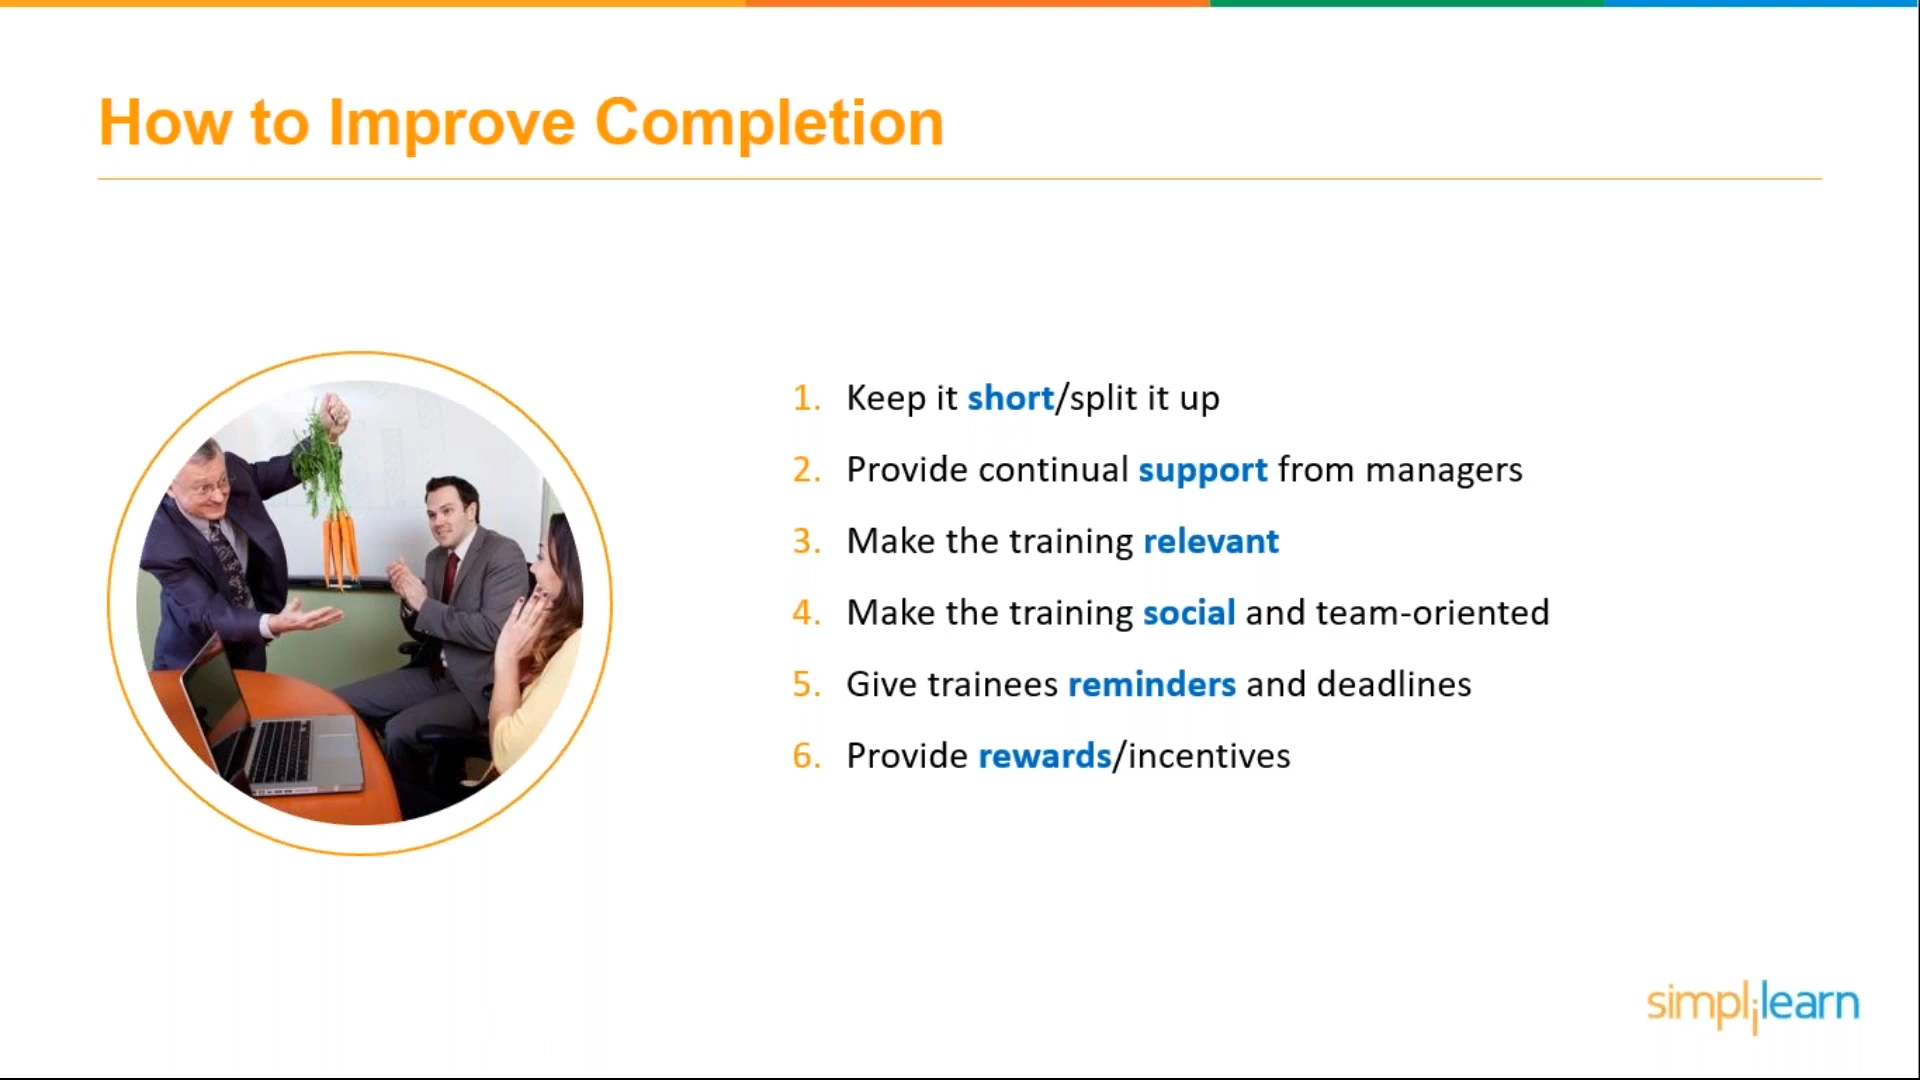 How to Improve Completion
1. Keep it short/split it up
2. Provide continual support from managers
3. Make the training relevant
4. Make the training social and team-oriented
5. Give trainees reminders and deadlines
6. Provide rewards/incentives
simplilearn